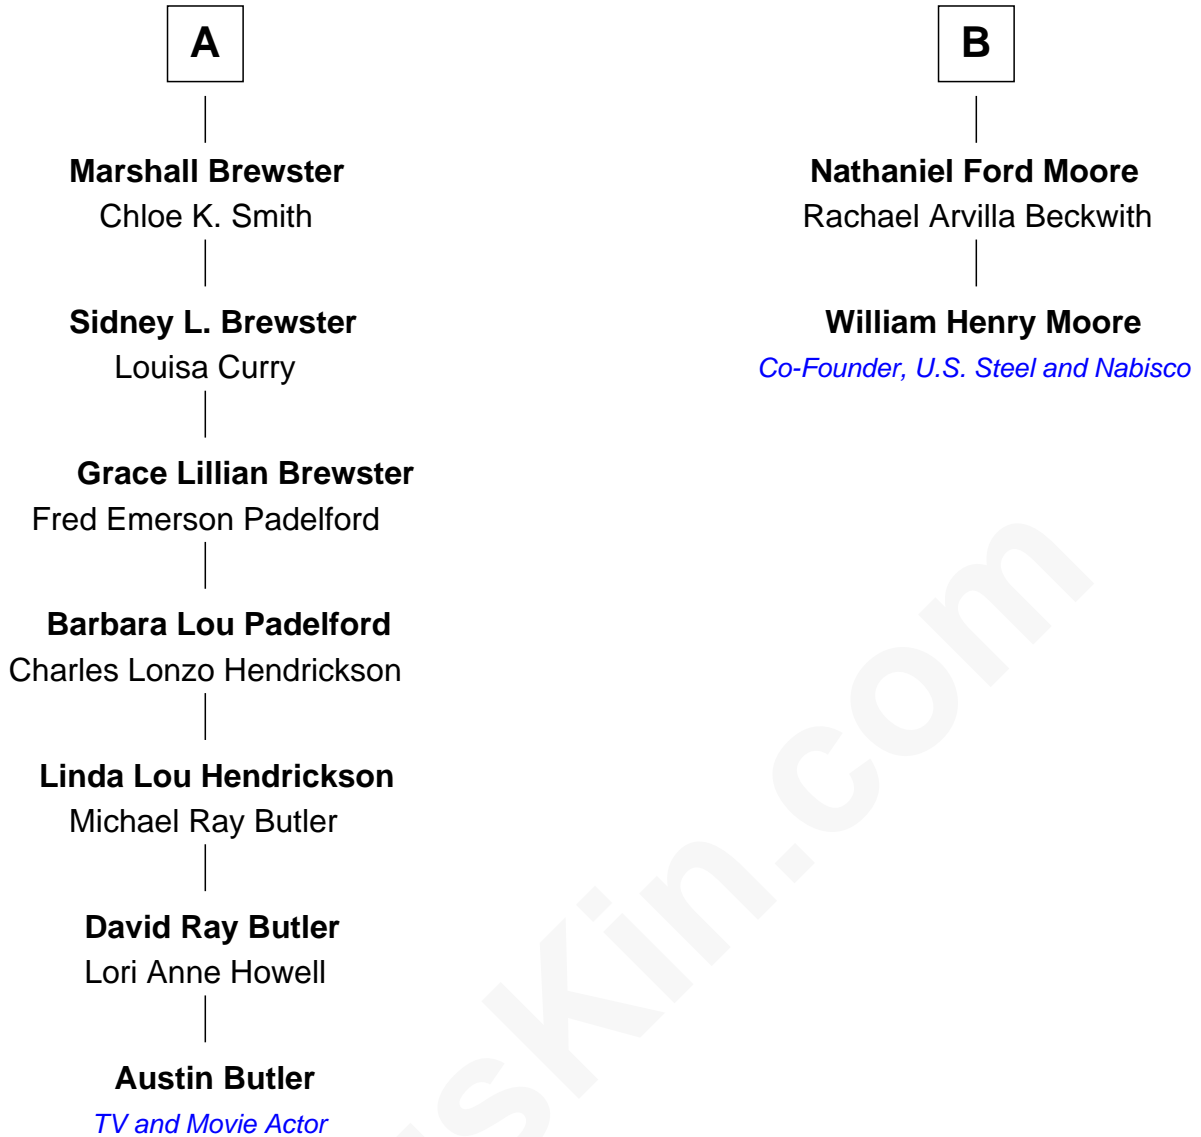 A
Marshall Brewster
Chloe K. Smith
Sidney L. Brewster
Louisa Curry
Grace Lillian Brewster
Fred Emerson Padelford
Barbara Lou Padelford
Charles Lonzo Hendrickson
Linda Lou Hendrickson
Michael Ray Butler
David Ray Butler
Lori Anne Howell
Austin Butler
TV and Movie Actor
B
Nathaniel Ford Moore
Rachael Arvilla Beckwith
William Henry Moore
Co-Founder, U.S. Steel and Nabisco